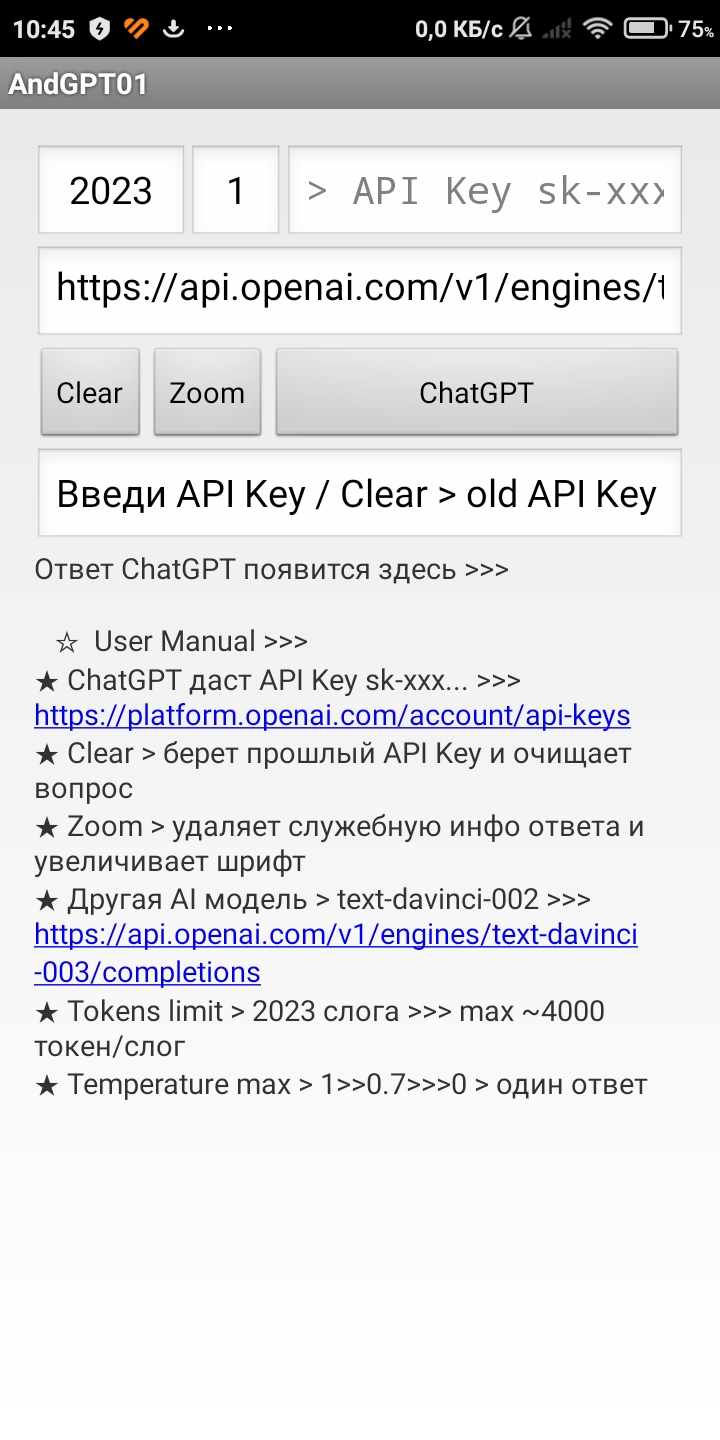 10:45 ... 0,0 КБ/с 75%
AndGPT01
2023 1 > API Key sk-xxx
https://api.openai.com/v1/engines/t
Clear Zoom ChatGPT
Введи API Key / Clear > old API Key
Ответ ChatGPT появится здесь >>>
☆ User Manual >>>
★ ChatGPT даст API Key sk-xxx... >>>
https://platform.openai.com/account/api-keys
★ Clear > берет прошлый API Key и очищает
вопрос
★ Zoom > удаляет служебную инфо ответа и
увеличивает шрифт
★ Другая AI модель > text-davinci-002 >>>
https://api.openai.com/v1/engines/text-davinci
-003/completions
★ Tokens limit > 2023 слога >>> max ~4000
токен/слог
★ Temperature max > 1>>0.7>>>0 > один ответ